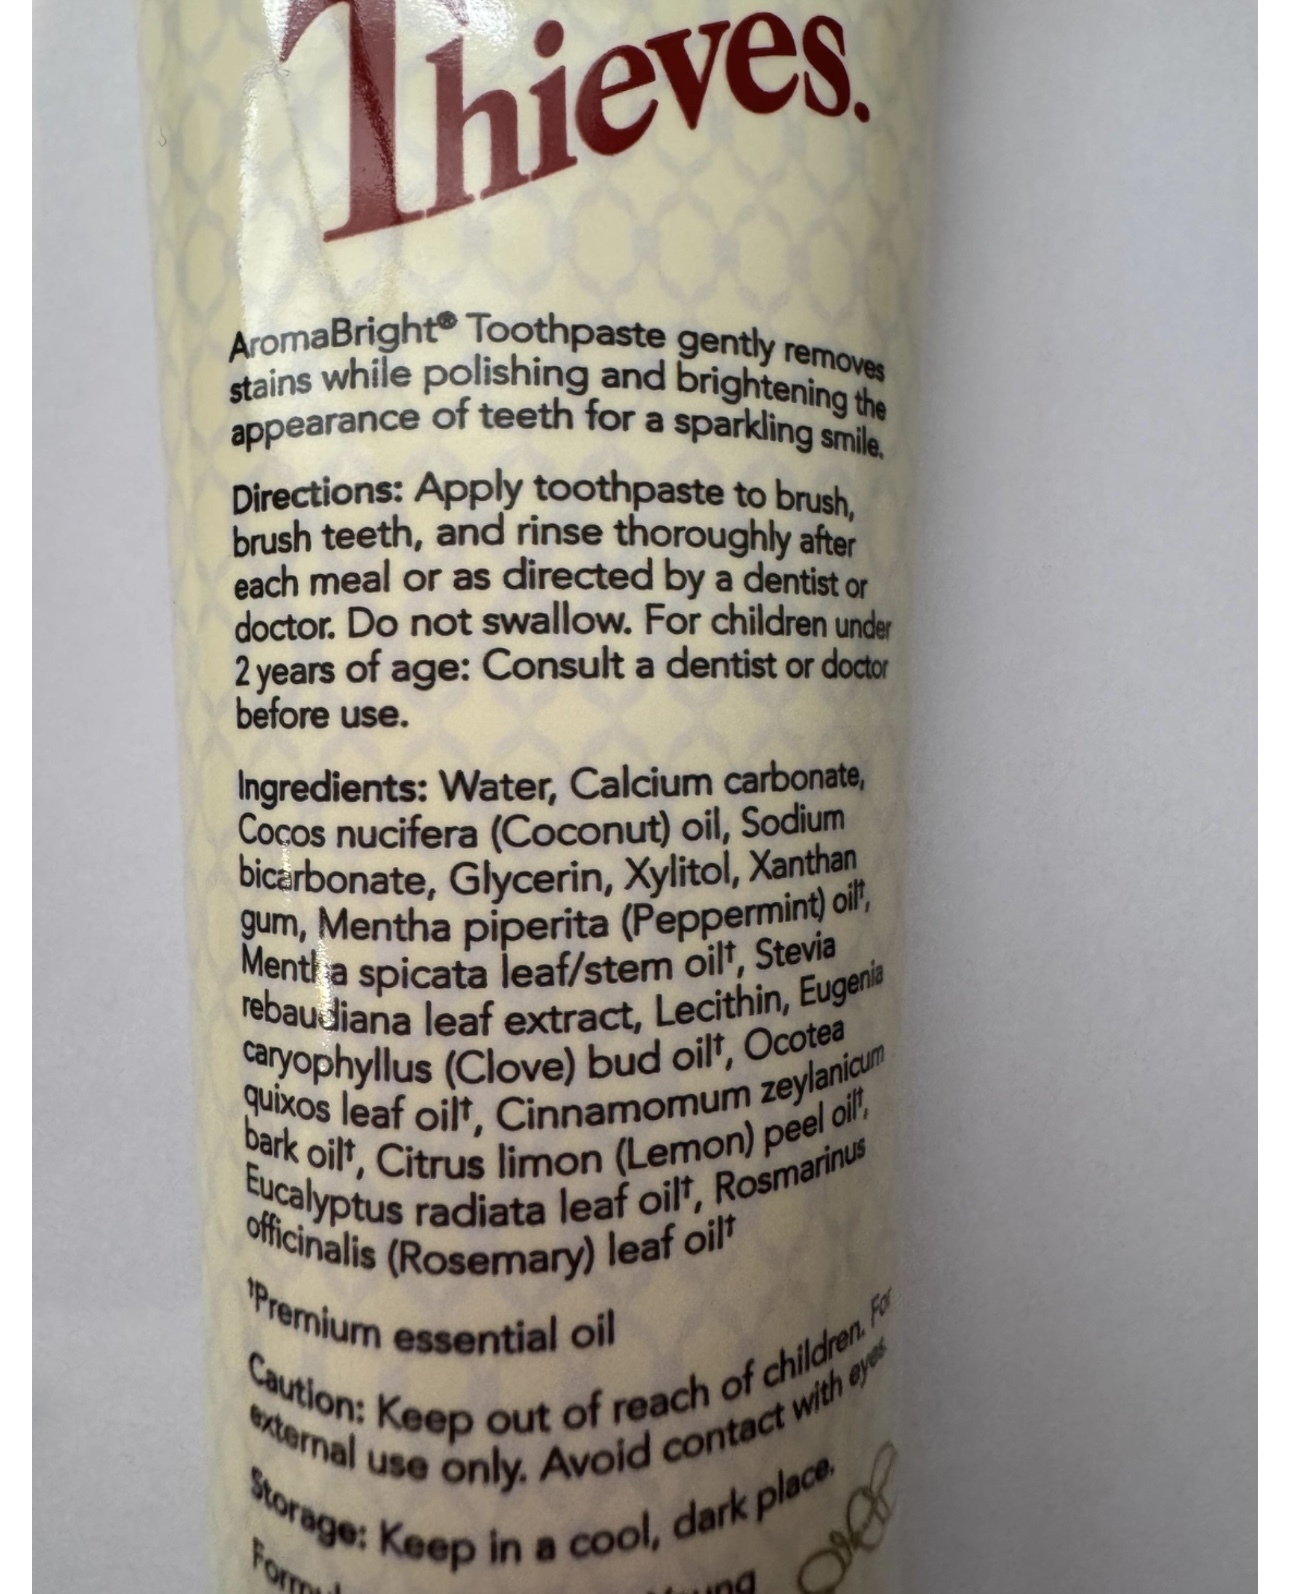 Thieves.
AromaBright® Toothpaste gently removes
stains while polishing and brightening the
appearance of teeth for a sparkling smile.
Directions: Apply toothpaste to brush,
brush teeth, and rinse thoroughly after
each meal or as directed by a dentist or
doctor. Do not swallow. For children under
2 years of age: Consult a dentist or doctor
before use.
Ingredients: Water, Calcium carbonate,
Cocos nucifera (Coconut) oil, Sodium
bicarbonate, Glycerin, Xylitol, Xanthan
gum, Mentha piperita (Peppermint) oil†,
Mentha spicata leaf/stem oil†, Stevia
rebaudiana leaf extract, Lecithin, Eugenia
caryophyllus (Clove) bud oil†, Ocotea
quixos leaf oil†, Cinnamomum zeylanicum
bark oil†, Citrus limon (Lemon) peel oil†,
Eucalyptus radiata leaf oil†, Rosmarinus
officinalis (Rosemary) leaf oil†
†Premium essential oil
Caution: Keep out of reach of children. For
external use only. Avoid contact with eyes
Storage: Keep in a cool, dark place.